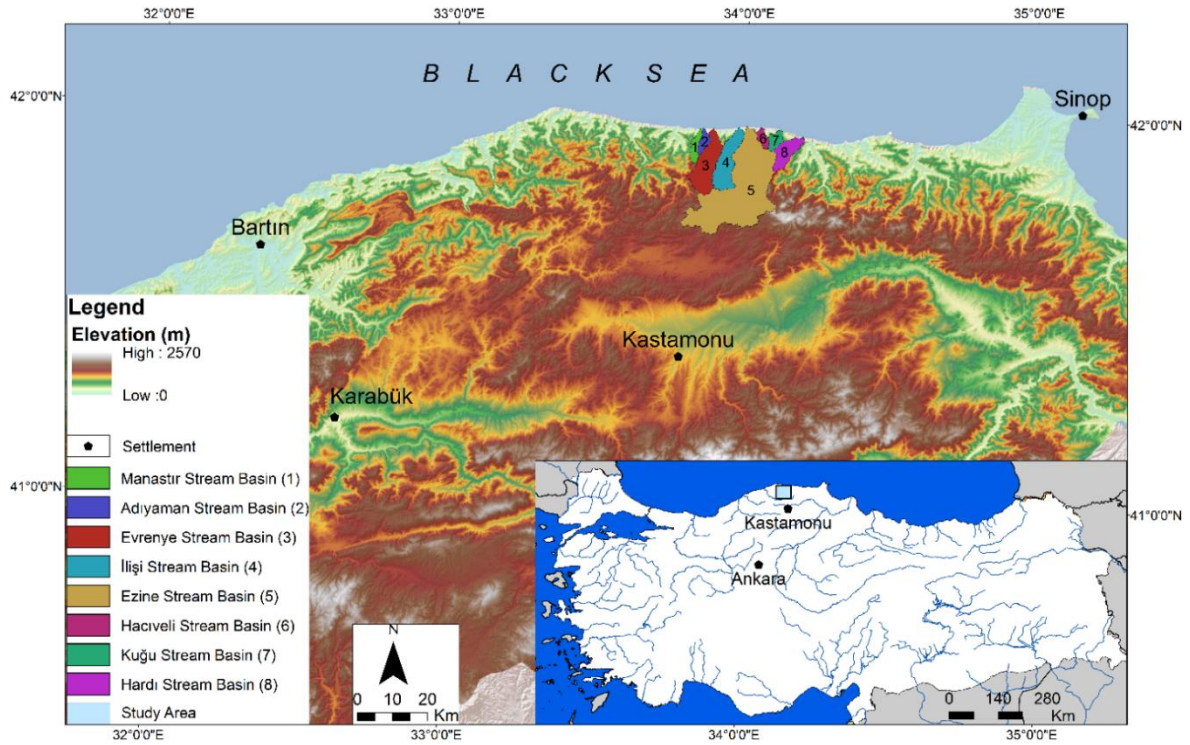 32°0'0"E 33°0'0"E 34°0'0"E 35°0'0"E
BLACK SEA
42°0'0"N
42°0'0"N
Sinop
1 2 3 4 5 6 7 8
Bartın
Kastamonu
Karabük
Legend
Elevation (m)
High : 2570
Low :0
Settlement
Manastır Stream Basin (1)
Adıyaman Stream Basin (2)
Evrenye Stream Basin (3)
İlişi Stream Basin (4)
Ezine Stream Basin (5)
Hacıveli Stream Basin (6)
Kuğu Stream Basin (7)
Hardı Stream Basin (8)
Study Area
41°0'0"N
41°0'0"N
N
0 10 20
Km
Kastamonu
Ankara
0 140 280
Km
32°0'0"E 33°0'0"E 34°0'0"E 35°0'0"E